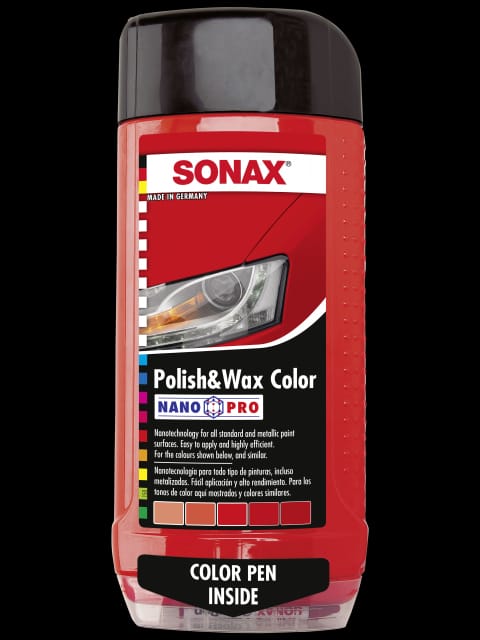 SONAX®
MADE IN GERMANY
Polish&Wax Color
NANO PRO
Nanotechnology for all standard and metallic paint
surfaces. Easy to apply and highly efficient.
For the colours shown below, and similar.
Nanotecnología para todo tipo de pinturas, incluso
metalizadas. Fácil aplicación y alto rendimiento. Para los
tonos de color aquí mostrados y colores similares.
COLOR PEN
INSIDE